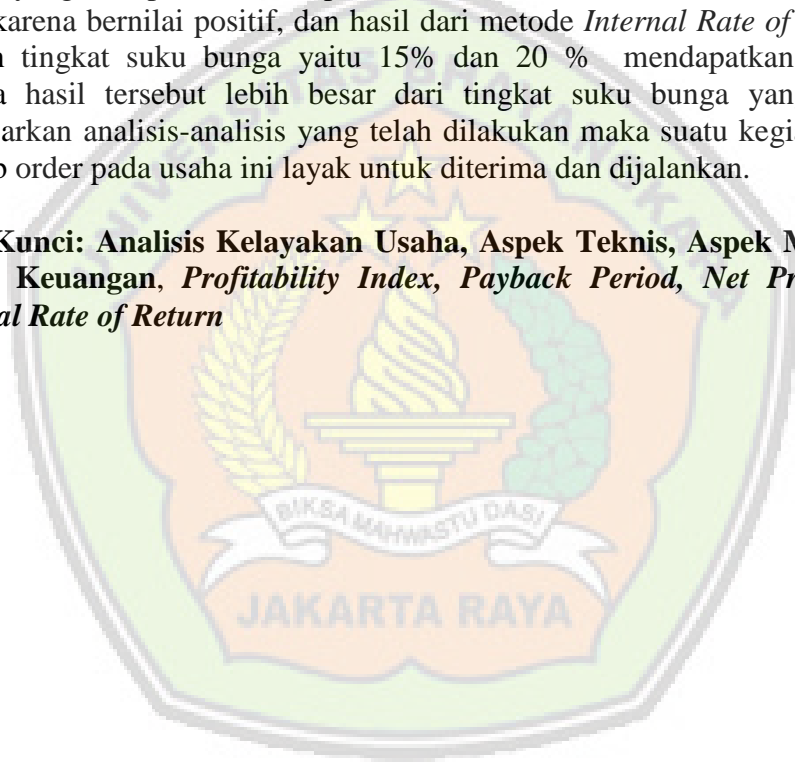 karena bernilai positif, dan hasil dari metode Internal Rate of
tingkat suku bunga yaitu 15% dan 20 % mendapatkan
hasil tersebut lebih besar dari tingkat suku bunga yan
arkan analisis-analisis yang telah dilakukan maka suatu kegia
order pada usaha ini layak untuk diterima dan dijalankan.
Kunci: Analisis Kelayakan Usaha, Aspek Teknis, Aspek M
Keuangan, Profitability Index, Payback Period, Net Pr
al Rate of Return
UNIVERSITAS BHAYANGKARA
BIKSA MAHWASTU DASI
JAKARTA RAYA